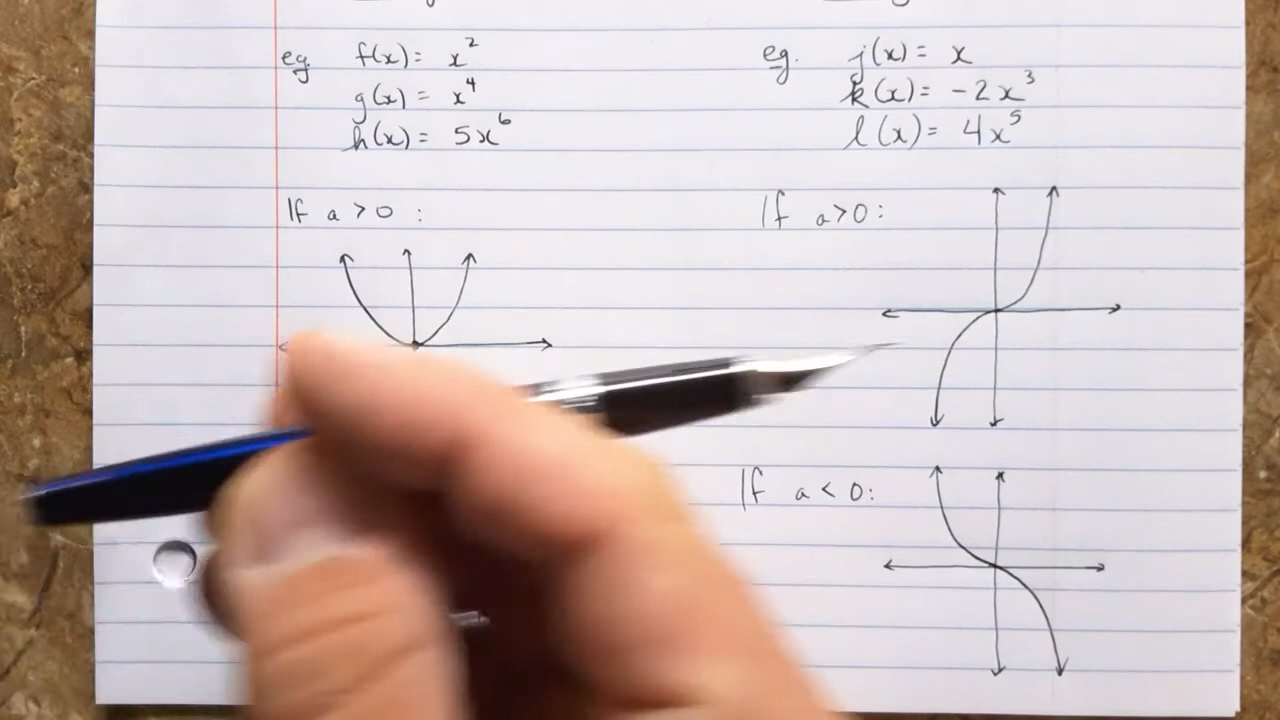 eg. f(x) = x²
g(x) = x⁴
h(x) = 5x⁶
If a > 0 :
eg. j(x) = x
k(x) = -2x³
l(x) = 4x⁵
If a>0:
If a < 0: